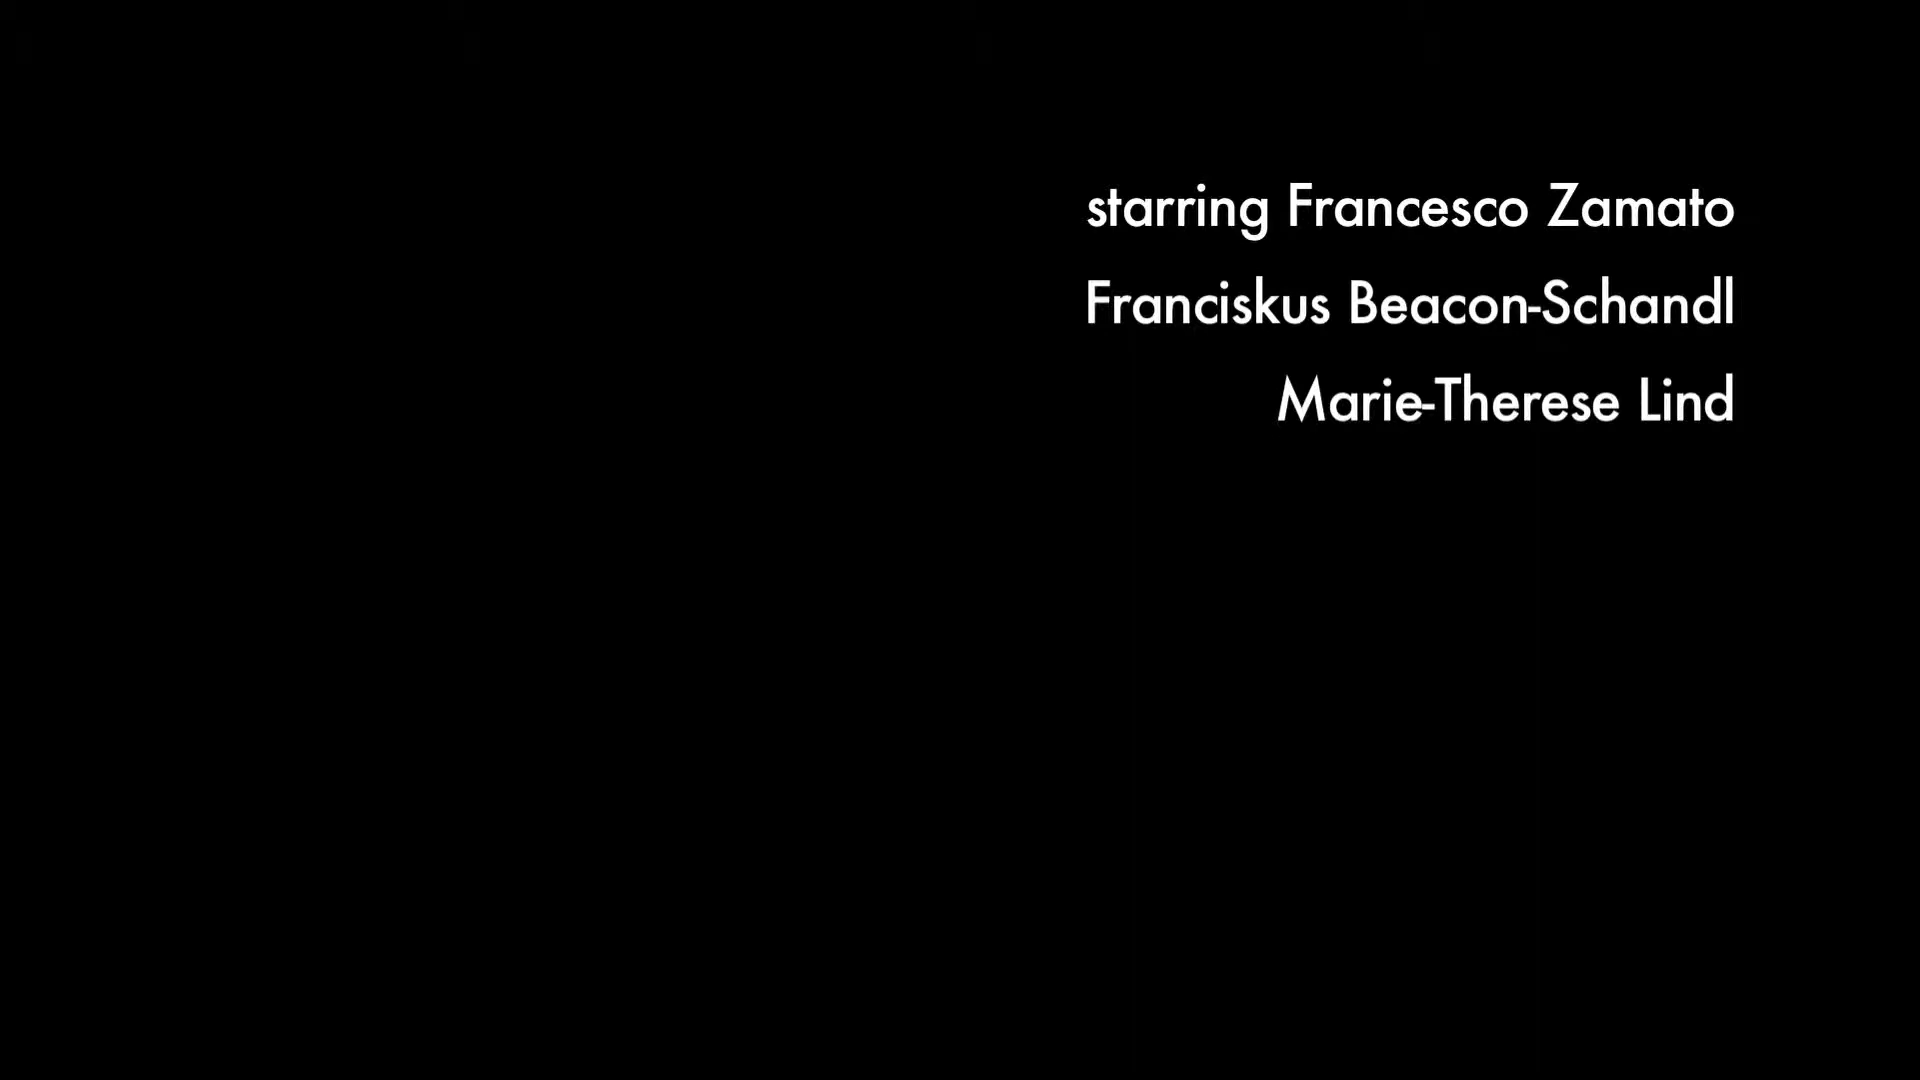 starring Francesco Zamato
Franciskus Beacon-Schandl
Marie-Therese Lind